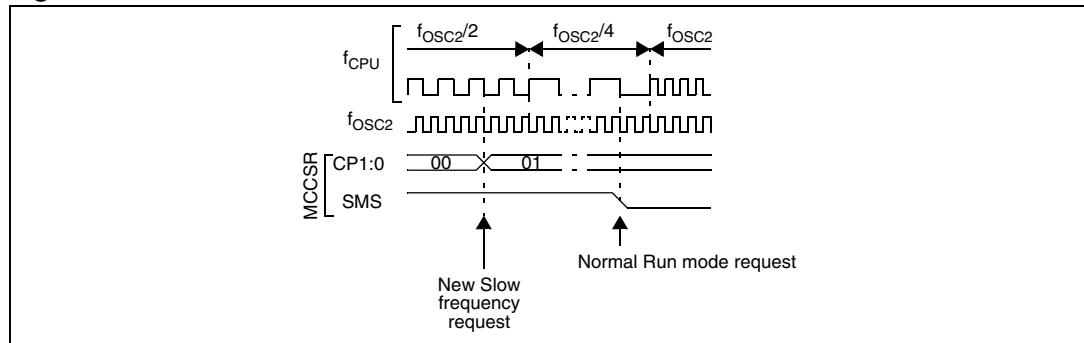 fOSC2/2 fOSC2/4 fOSC2
fCPU
fOSC2
MCCSR
CP1:0 00 01
SMS
New Slow
frequency
request
Normal Run mode request